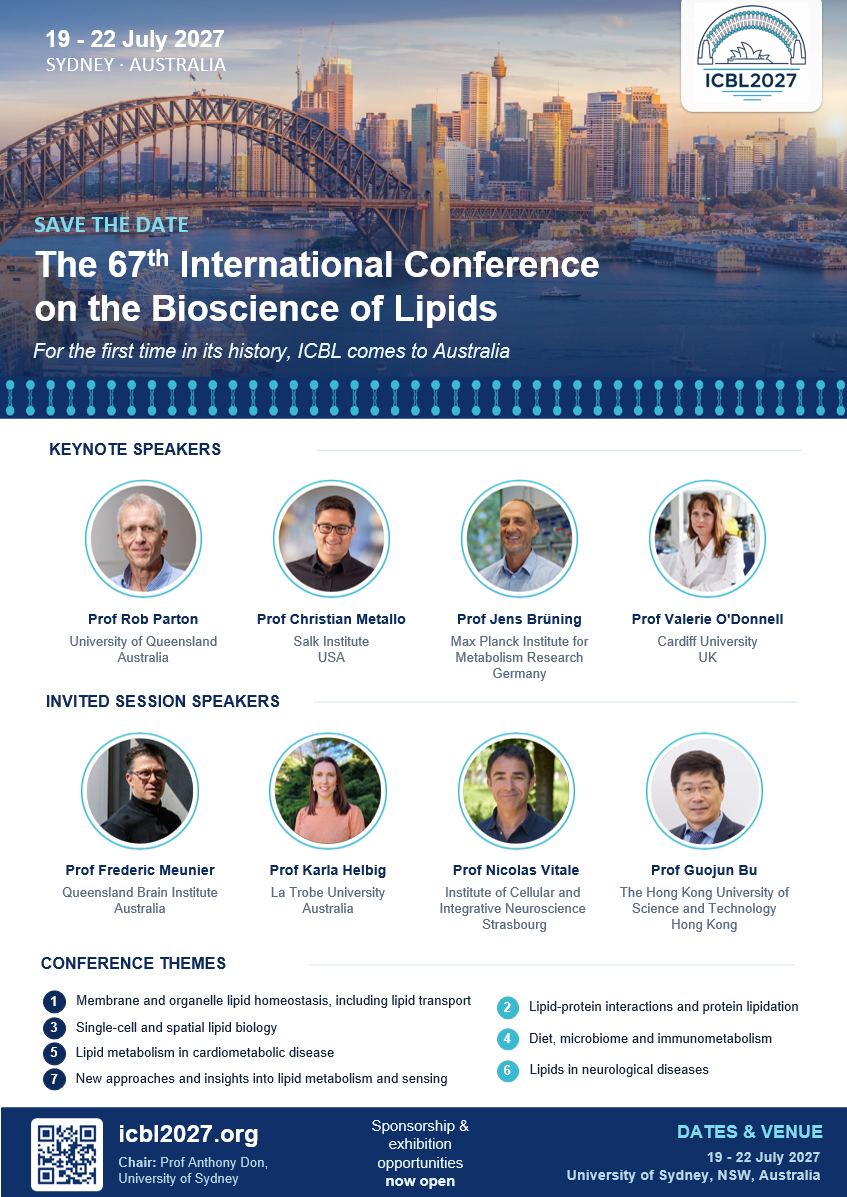 19 - 22 July 2027
SYDNEY · AUSTRALIA
ICBL2027
SAVE THE DATE
The 67th International Conference
on the Bioscience of Lipids
For the first time in its history, ICBL comes to Australia
KEYNOTE SPEAKERS
Prof Rob Parton
University of Queensland
Australia
Prof Christian Metallo
Salk Institute
USA
Prof Jens Brüning
Max Planck Institute for
Metabolism Research
Germany
Prof Valerie O'Donnell
Cardiff University
UK
INVITED SESSION SPEAKERS
Prof Frederic Meunier
Queensland Brain Institute
Australia
Prof Karla Helbig
La Trobe University
Australia
Prof Nicolas Vitale
Institute of Cellular and
Integrative Neuroscience
Strasbourg
Prof Guojun Bu
The Hong Kong University of
Science and Technology
Hong Kong
CONFERENCE THEMES
1 Membrane and organelle lipid homeostasis, including lipid transport
2 Lipid-protein interactions and protein lipidation
3 Single-cell and spatial lipid biology
4 Diet, microbiome and immunometabolism
5 Lipid metabolism in cardiometabolic disease
6 Lipids in neurological diseases
7 New approaches and insights into lipid metabolism and sensing
icbl2027.org
Chair: Prof Anthony Don,
University of Sydney
Sponsorship &
exhibition
opportunities
now open
DATES & VENUE
19 - 22 July 2027
University of Sydney, NSW, Australia